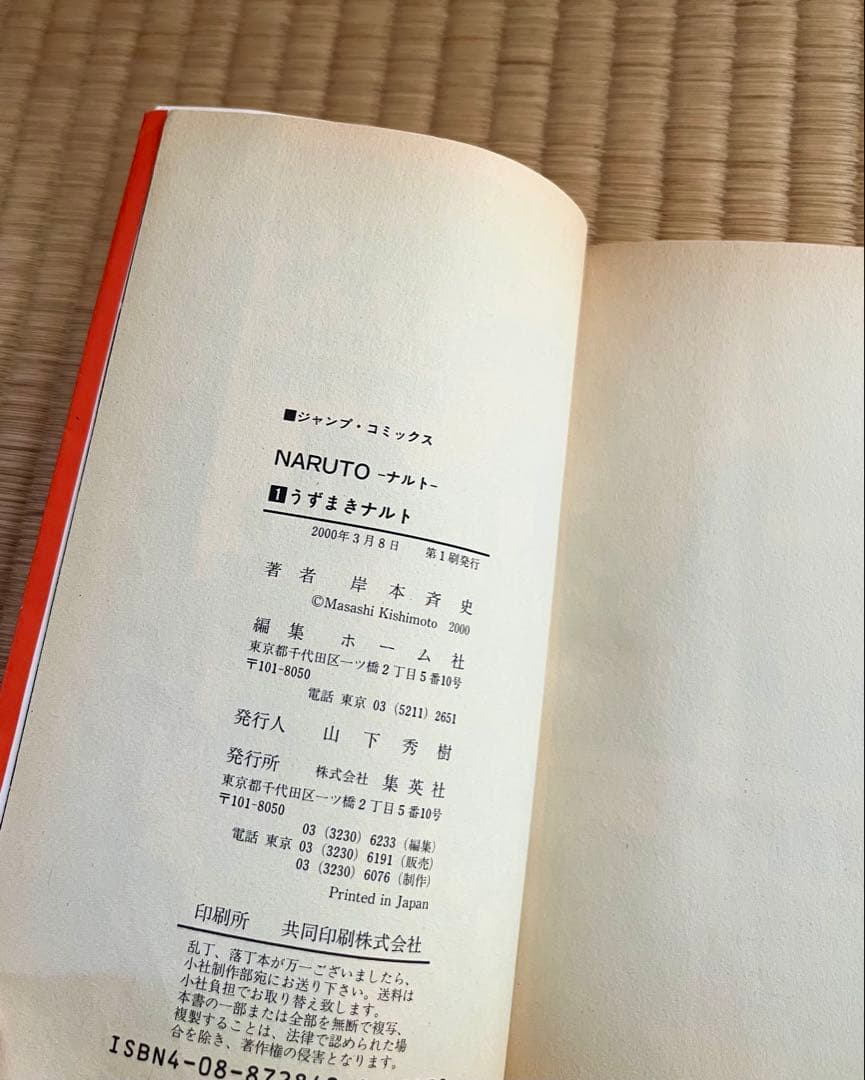 ■ジャンプ・コミックス
NARUTO -ナルト-
1うずまきナルト
2000年3月8日 第1刷発行
著者 岸本斉史
©Masashi Kishimoto 2000
編集 ホーム社
東京都千代田区一ツ橋2丁目5番10号
〒101-8050
電話 東京 03 (5211) 2651
発行人 山下秀樹
発行所 株式会社 集英社
東京都千代田区一ツ橋2丁目5番10号
〒101-8050
03 (3230) 6233 (編集)
電話 東京 03 (3230) 6191 (販売)
03 (3230) 6076 (制作)
Printed in Japan
印刷所 共同印刷株式会社
乱丁、落丁本が万一ございましたら、
小社制作部宛にお送り下さい。送料は
小社負担でお取り替え致します。
本書の一部または全部を無断で複写、
複製することは、法律で認められた場
合を除き、著作権の侵害となります。
ISBN4-08-872840